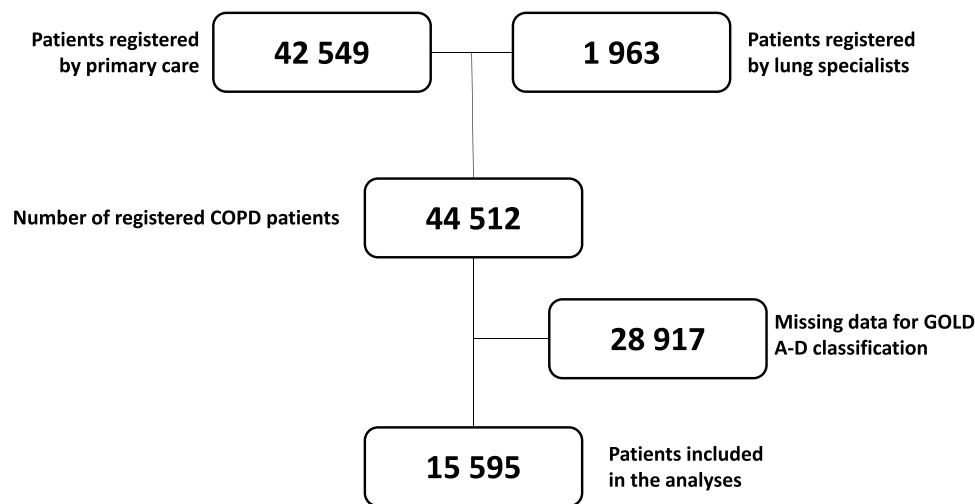 Patients registered
by primary care
42 549
1 963
Patients registered
by lung specialists
Number of registered COPD patients
44 512
28 917
Missing data for GOLD
A-D classification
15 595
Patients included
in the analyses